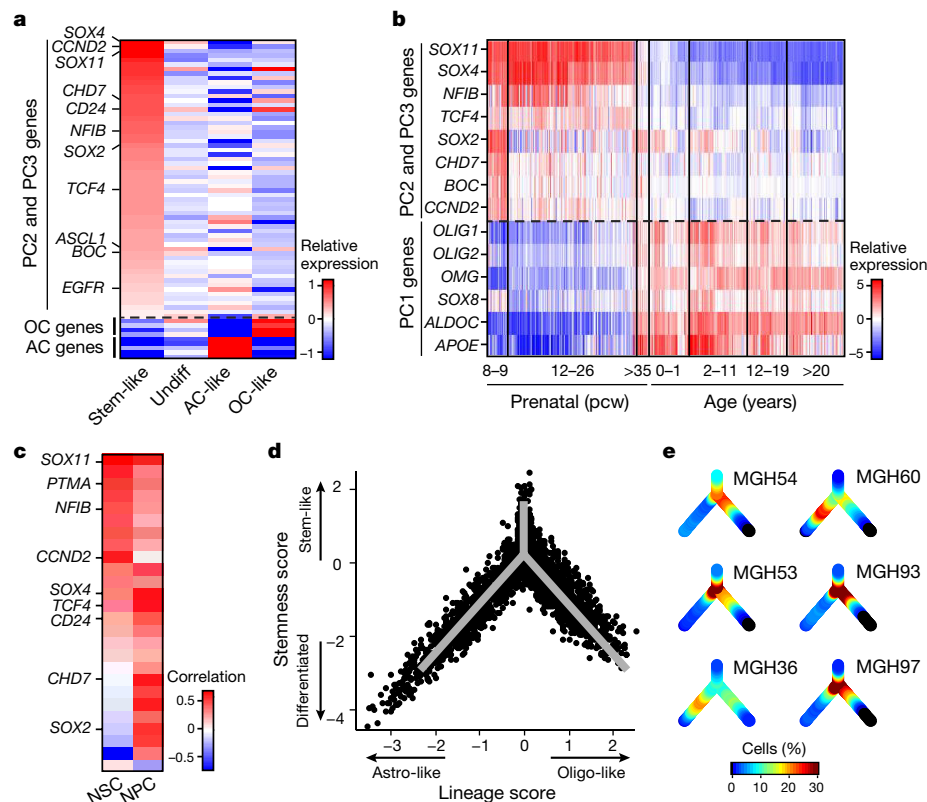 a
SOX4
CCND2
SOX11
CHD7
CD24
NFIB
SOX2
TCF4
ASCL1
BOC
EGFR
PC2 and PC3 genes
OC genes
AC genes
Stem-like
Undiff
AC-like
OC-like
Relative
expression
1
−1
b
SOX11
SOX4
NFIB
TCF4
SOX2
CHD7
BOC
CCND2
OLIG1
OLIG2
OMG
SOX8
ALDOC
APOE
PC2 and PC3 genes
PC1 genes
8–9 12–26 >35 0–1 2–11 12–19 >20
Prenatal (pcw) Age (years)
Relative
expression
6
0
−6
c
SOX11
PTMA
NFIB
CCND2
SOX4
TCF4
CD24
CHD7
SOX2
NSC
NPC
Correlation
0.5
0
−0.5
d
Stemness score
Stem-like
Differentiated
2
0
−2
−4
−3 −2 −1 0 1 2
Astro-like Oligo-like
Lineage score
e
MGH54 MGH60
MGH53 MGH93
MGH36 MGH97
Cells (%)
0 10 20 30